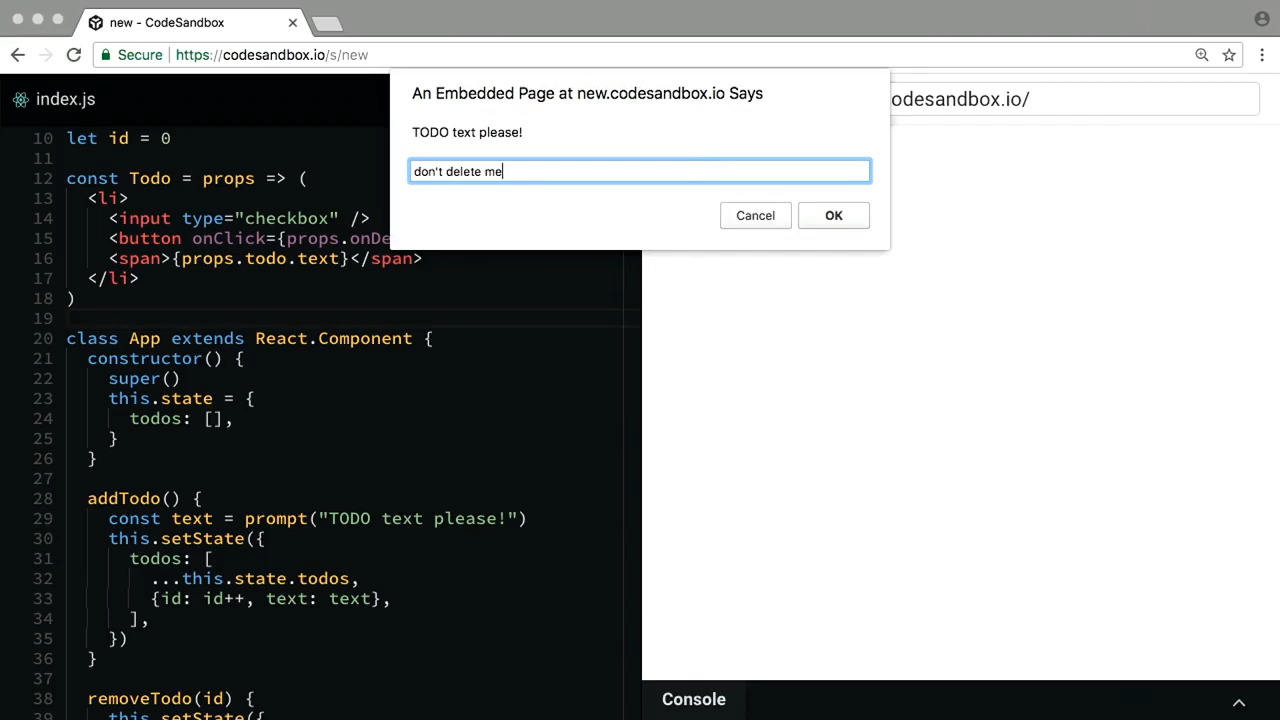 new - CodeSandbox
Secure https://codesandbox.io/s/new
index.js
An Embedded Page at new.codesandbox.io Says
TODO text please!
don't delete me
Cancel OK
odesandbox.io/
10 let id = 0
11
12 const Todo = props => (
13 <li>
14 <input type="checkbox" />
15 <button onClick={props.onDe
16 <span>{props.todo.text}</span>
17 </li>
18 )
19
20 class App extends React.Component {
21 constructor() {
22 super()
23 this.state = {
24 todos: [],
25 }
26 }
27
28 addTodo() {
29 const text = prompt("TODO text please!")
30 this.setState({
31 todos: [
32 ...this.state.todos,
33 {id: id++, text: text},
34 ],
35 })
36 }
37
38 removeTodo(id) {
39 this.setState({
Console